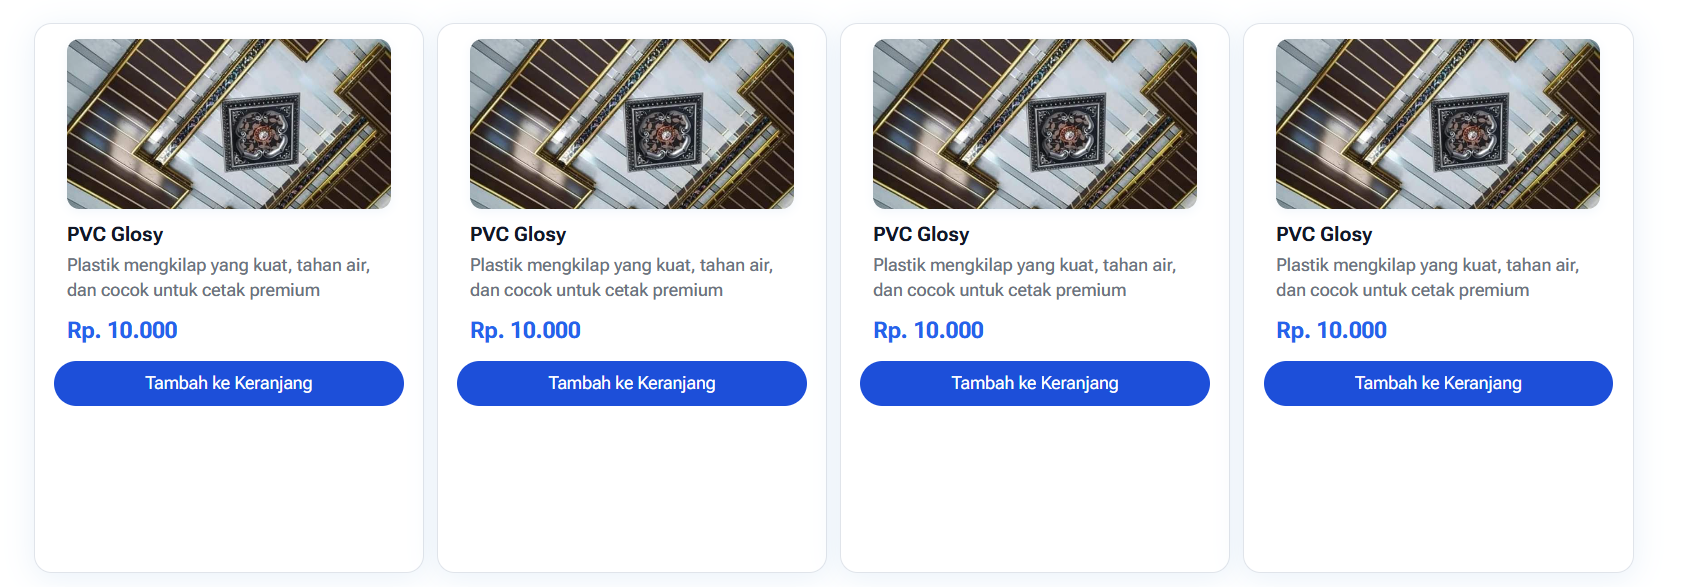 PVC Glosy
Plastik mengkilap yang kuat, tahan air,
dan cocok untuk cetak premium
Rp. 10.000
Tambah ke Keranjang
PVC Glosy
Plastik mengkilap yang kuat, tahan air,
dan cocok untuk cetak premium
Rp. 10.000
Tambah ke Keranjang
PVC Glosy
Plastik mengkilap yang kuat, tahan air,
dan cocok untuk cetak premium
Rp. 10.000
Tambah ke Keranjang
PVC Glosy
Plastik mengkilap yang kuat, tahan air,
dan cocok untuk cetak premium
Rp. 10.000
Tambah ke Keranjang